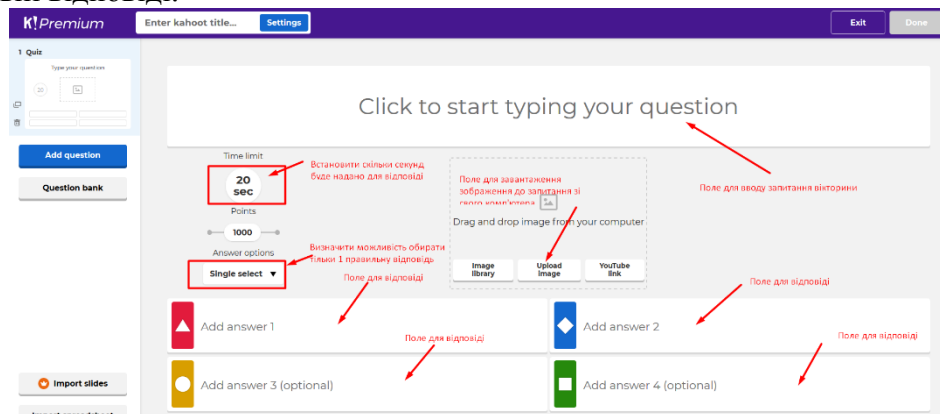 K! Premium
Enter kahoot title...
Settings
Exit
Done
1 Quiz
Type your question
20
Add question
Question bank
Import slides
Click to start typing your question
Time limit
20
sec
Встановити скільки секунд
буде надано для відповіді
Points
1000
Answer options
Single select
Визначити можливість обирати
тільки 1 правильну відповідь
Поле для завантаження
зображення до запитання зі
свого комп'ютера
Drag and drop image from your computer
Image
library
Upload
image
YouTube
link
Поле для вводу запитання вікторини
Поле для відповіді
Поле для відповіді
Add answer 1
Add answer 2
Поле для відповіді
Поле для відповіді
Add answer 3 (optional)
Add answer 4 (optional)